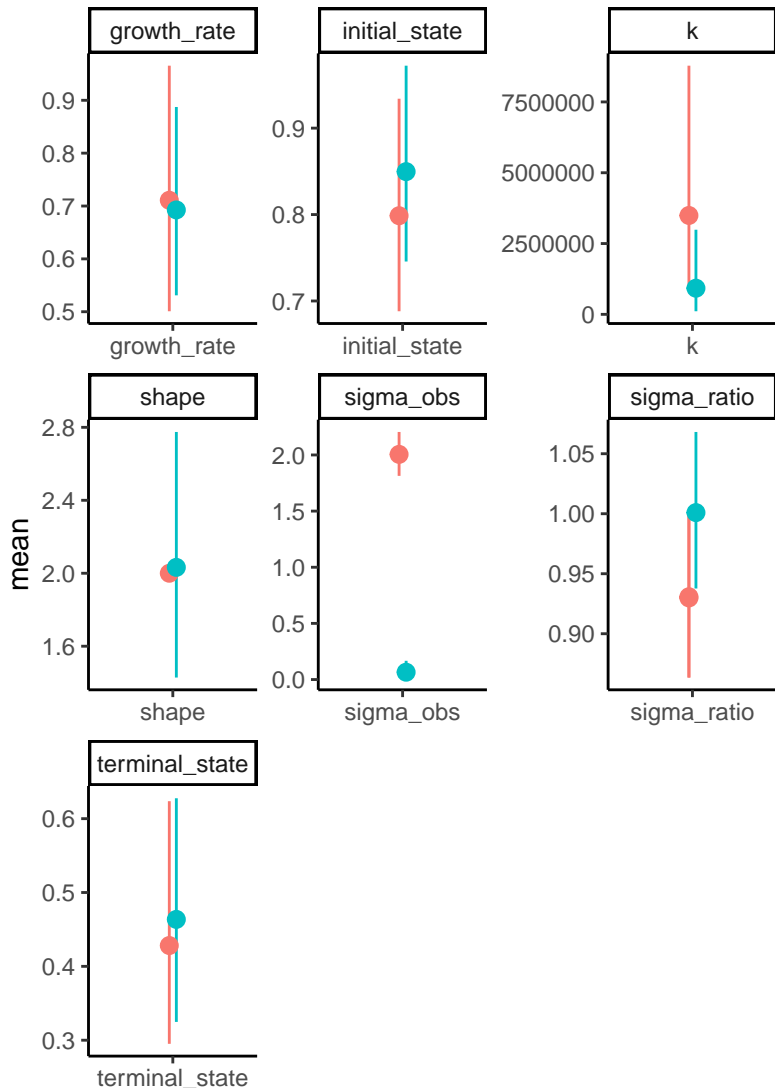 growth_rate
initial_state
k
0.9
0.8
0.7
0.6
0.5
growth_rate
0.9
0.8
0.7
initial_state
7500000
5000000
2500000
0
k
mean
shape
sigma_obs
sigma_ratio
2.8
2.4
2.0
1.6
shape
2.0
1.5
1.0
0.5
0.0
sigma_obs
1.05
1.00
0.95
0.90
sigma_ratio
terminal_state
0.6
0.5
0.4
0.3
terminal_state